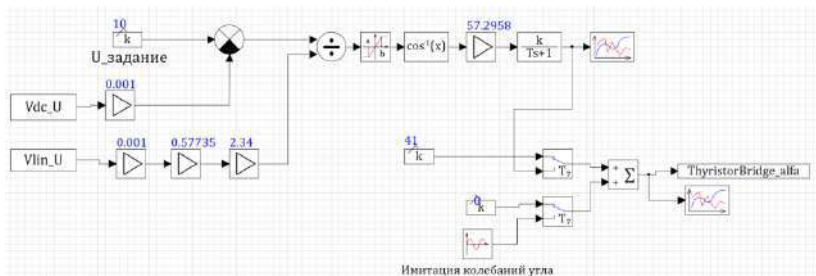 10
k
U_задание
57.2958
a
b
cos⁻¹(x)
k
Ts+1
0.001
Vdc_U
Vlin_U
0.001
0.57735
2.34
41
k
T
+
+
Σ
ThyristorBridge_alfa
0
k
T
Имитация колебаний угла